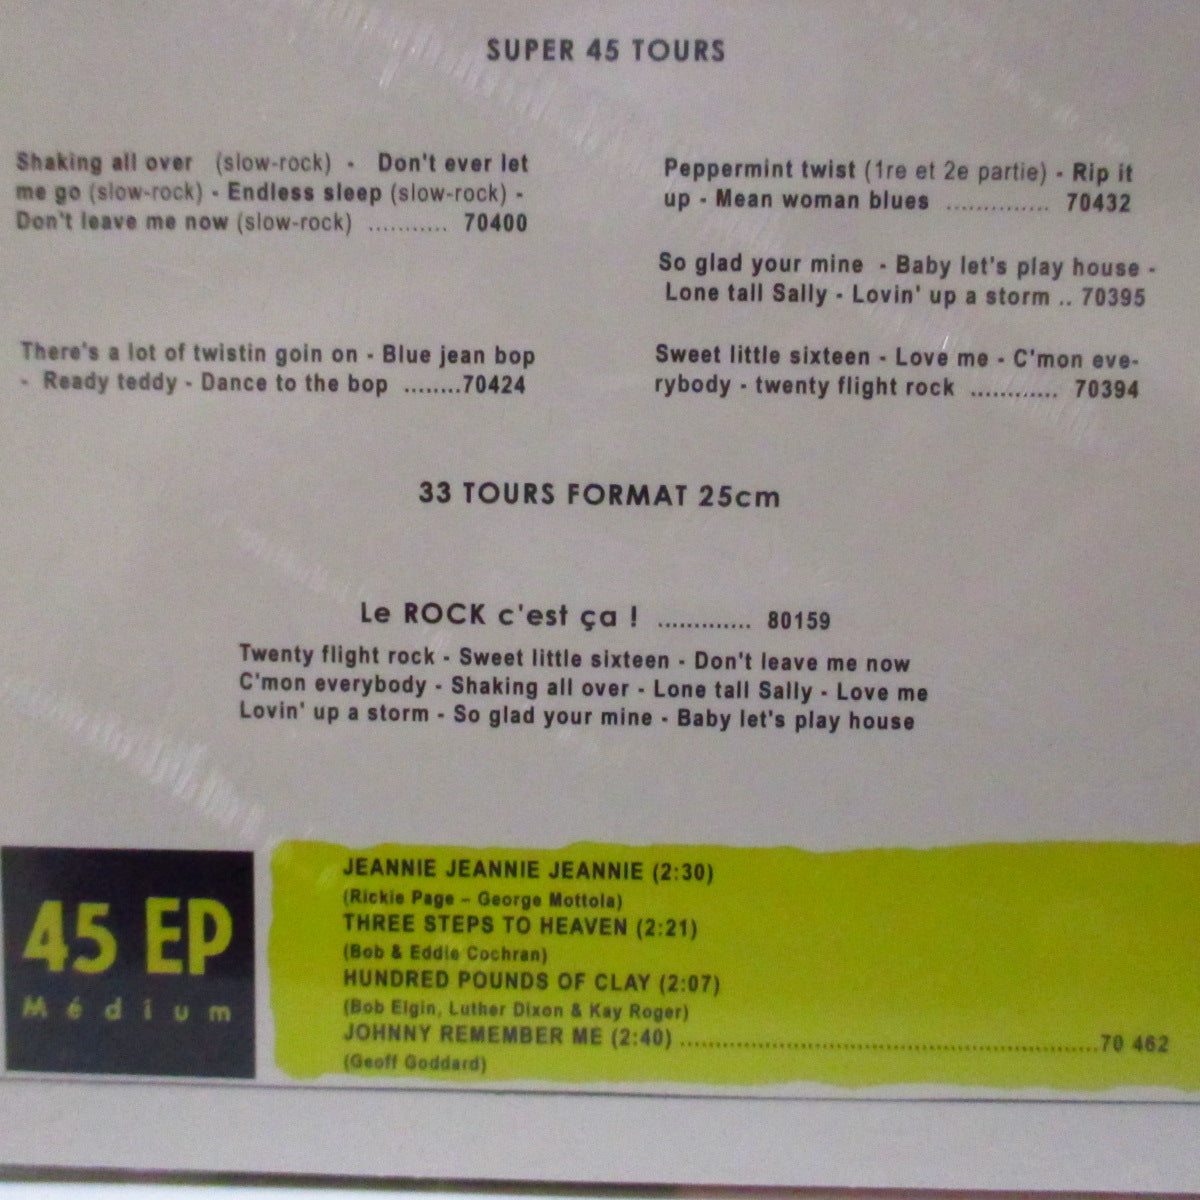 SUPER 45 TOURS
Shaking all over (slow-rock) - Don't ever let
me go (slow-rock) - Endless sleep (slow-rock) -
Don't leave me now (slow-rock) ........... 70400
There's a lot of twistin goin on - Blue jean bop
- Ready teddy - Dance to the bop ........70424
Peppermint twist (1re et 2e partie) - Rip it
up - Mean woman blues ............... 70432
So glad your mine - Baby let's play house -
Lone tall Sally - Lovin' up a storm .. 70395
Sweet little sixteen - Love me - C'mon eve-
rybody - twenty flight rock ............ 70394
33 TOURS FORMAT 25cm
Le ROCK c'est ça ! ............. 80159
Twenty flight rock - Sweet little sixteen - Don't leave me now
C'mon everybody - Shaking all over - Lone tall Sally - Love me
Lovin' up a storm - So glad your mine - Baby let's play house
45 EP
Médium
JEANNIE JEANNIE JEANNIE (2:30)
(Rickie Page – George Mottola)
THREE STEPS TO HEAVEN (2:21)
(Bob & Eddie Cochran)
HUNDRED POUNDS OF CLAY (2:07)
(Bob Elgin, Luther Dixon & Kay Roger)
JOHNNY REMEMBER ME (2:40) ..........................................................70 462
(Geoff Goddard)